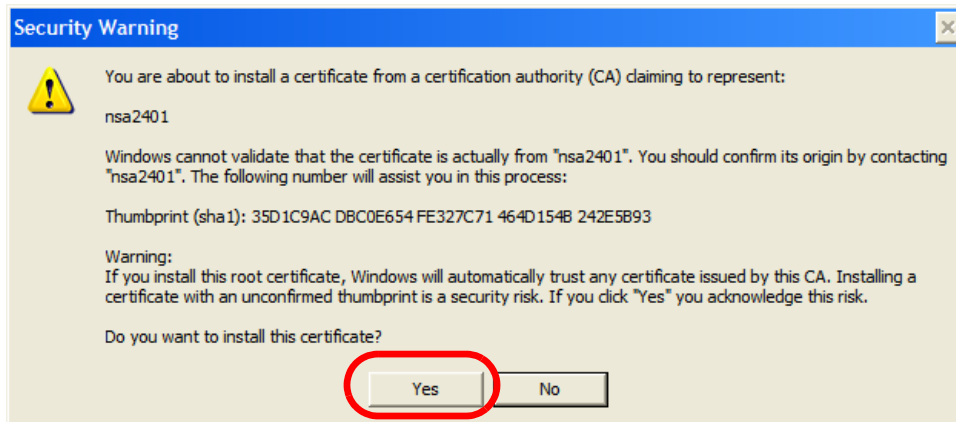 Security Warning
You are about to install a certificate from a certification authority (CA) claiming to represent:
nsa2401
Windows cannot validate that the certificate is actually from "nsa2401". You should confirm its origin by contacting
"nsa2401". The following number will assist you in this process:
Thumbprint (sha1): 35D1C9AC DBC0E654 FE327C71 464D154B 242E5B93
Warning:
If you install this root certificate, Windows will automatically trust any certificate issued by this CA. Installing a
certificate with an unconfirmed thumbprint is a security risk. If you click "Yes" you acknowledge this risk.
Do you want to install this certificate?
Yes No